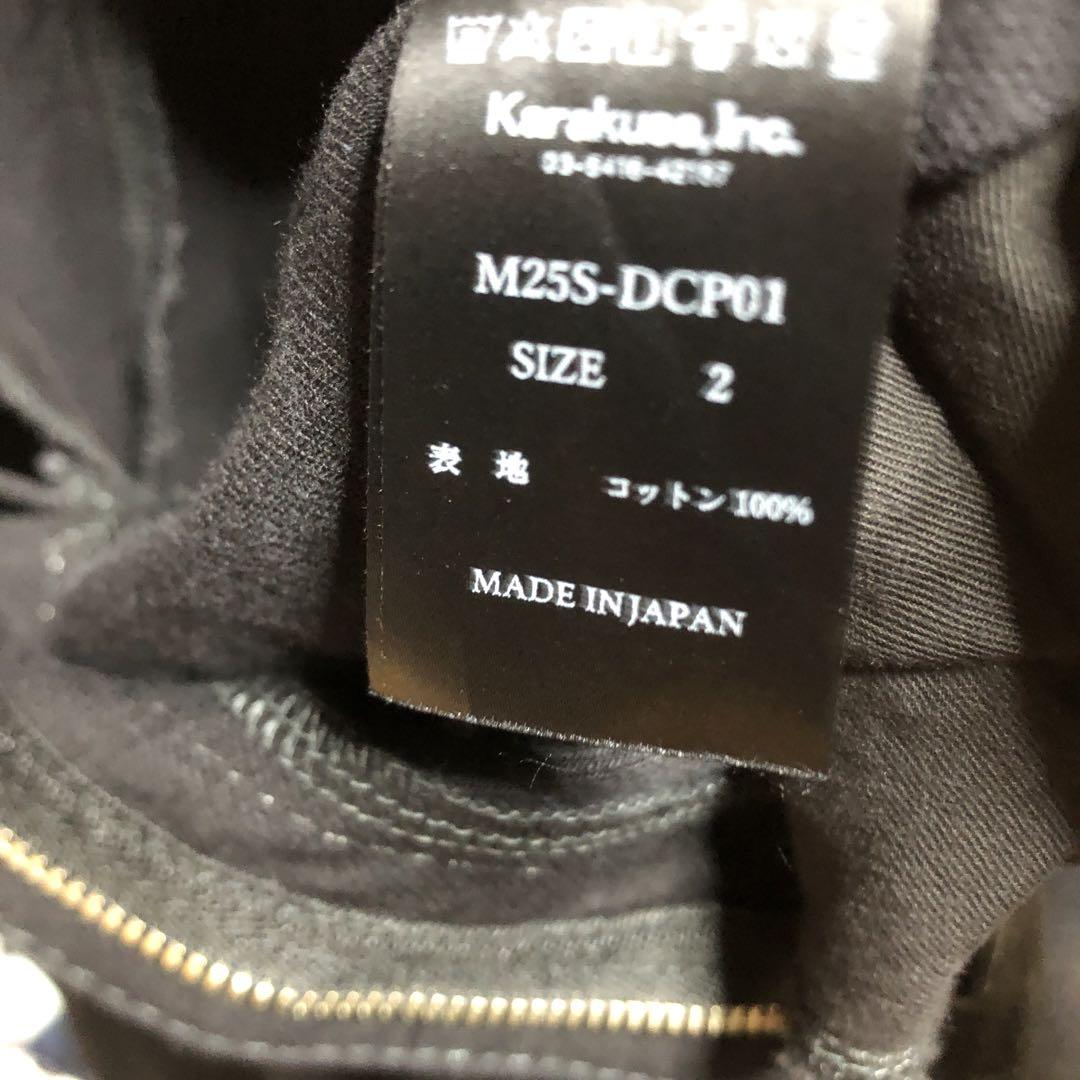 Karakusa,Inc.
M25S-DCP01
SIZE 2
表 地 コットン100%
MADE IN JAPAN